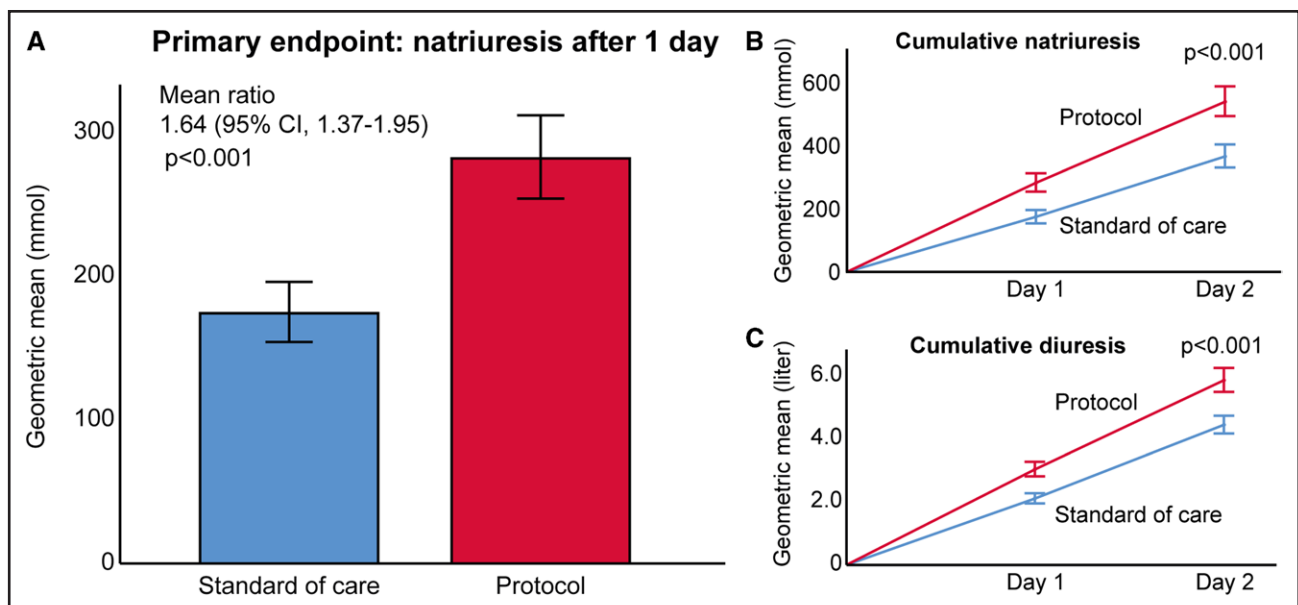 A
Primary endpoint: natriuresis after 1 day
Mean ratio
1.64 (95% CI, 1.37-1.95)
p<0.001
Geometric mean (mmol)
300
200
100
0
Standard of care
Protocol
B
Cumulative natriuresis
p<0.001
Geometric mean (mmol)
600
400
200
0
Protocol
Standard of care
Day 1
Day 2
C
Cumulative diuresis
p<0.001
Geometric mean (liter)
6.0
4.0
2.0
0
Protocol
Standard of care
Day 1
Day 2